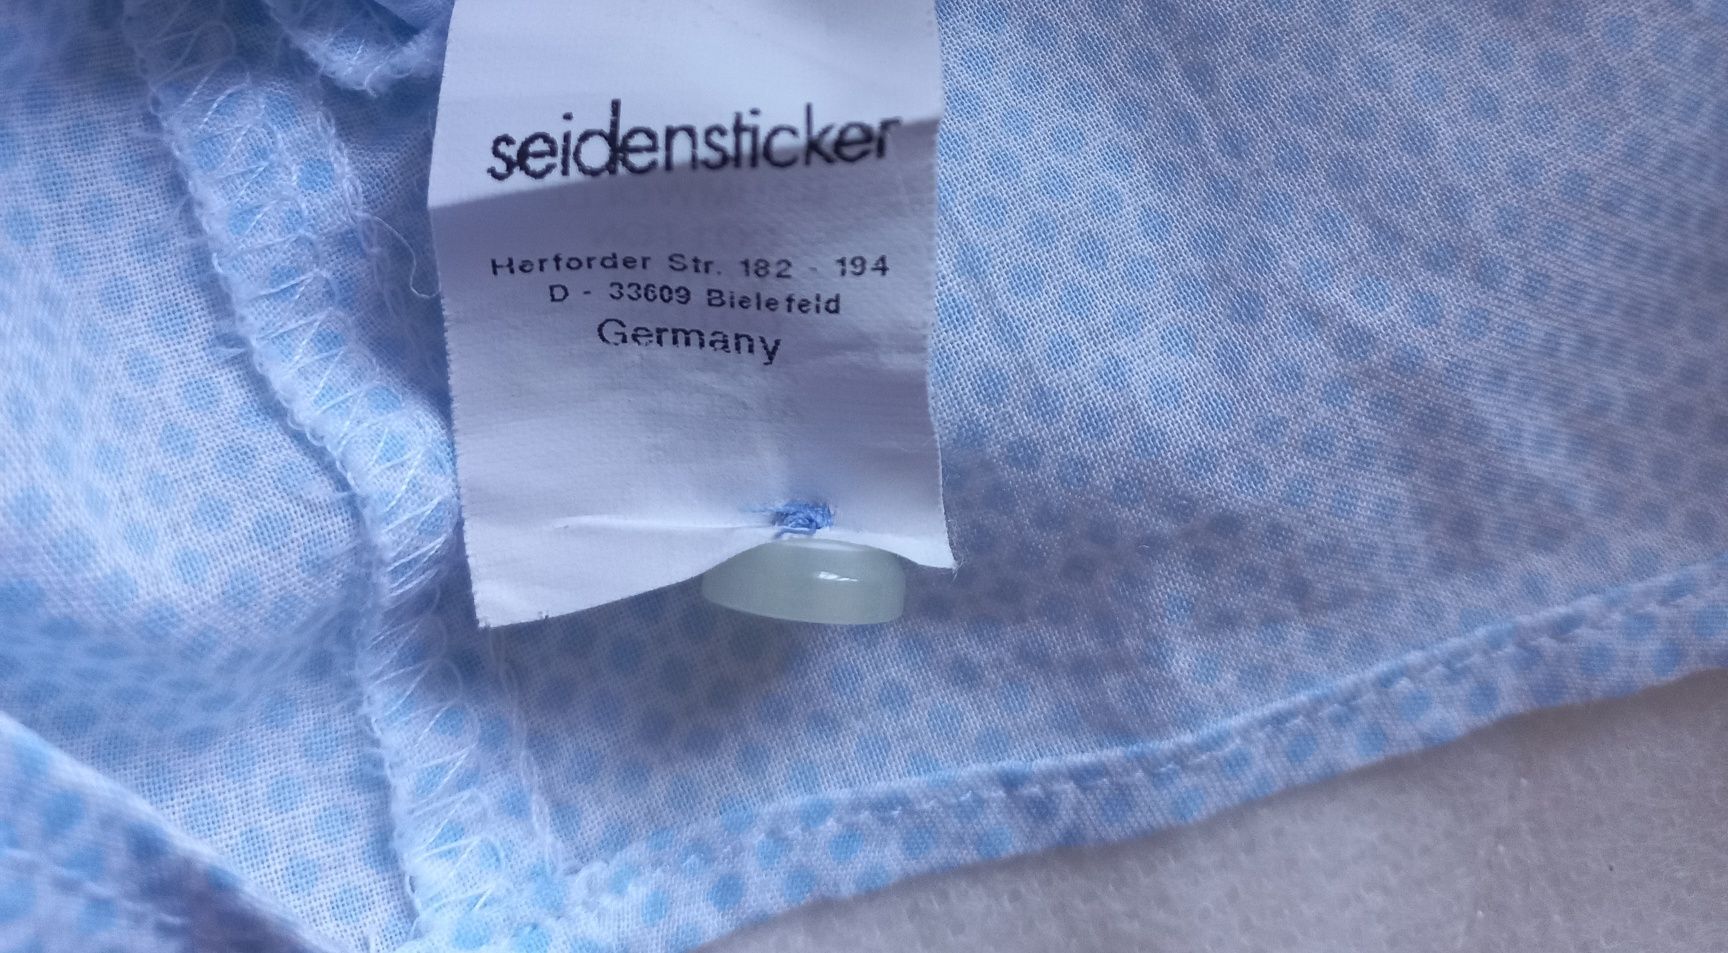 seidensticker
Herforder Str. 182 - 194
D - 33609 Bielefeld
Germany